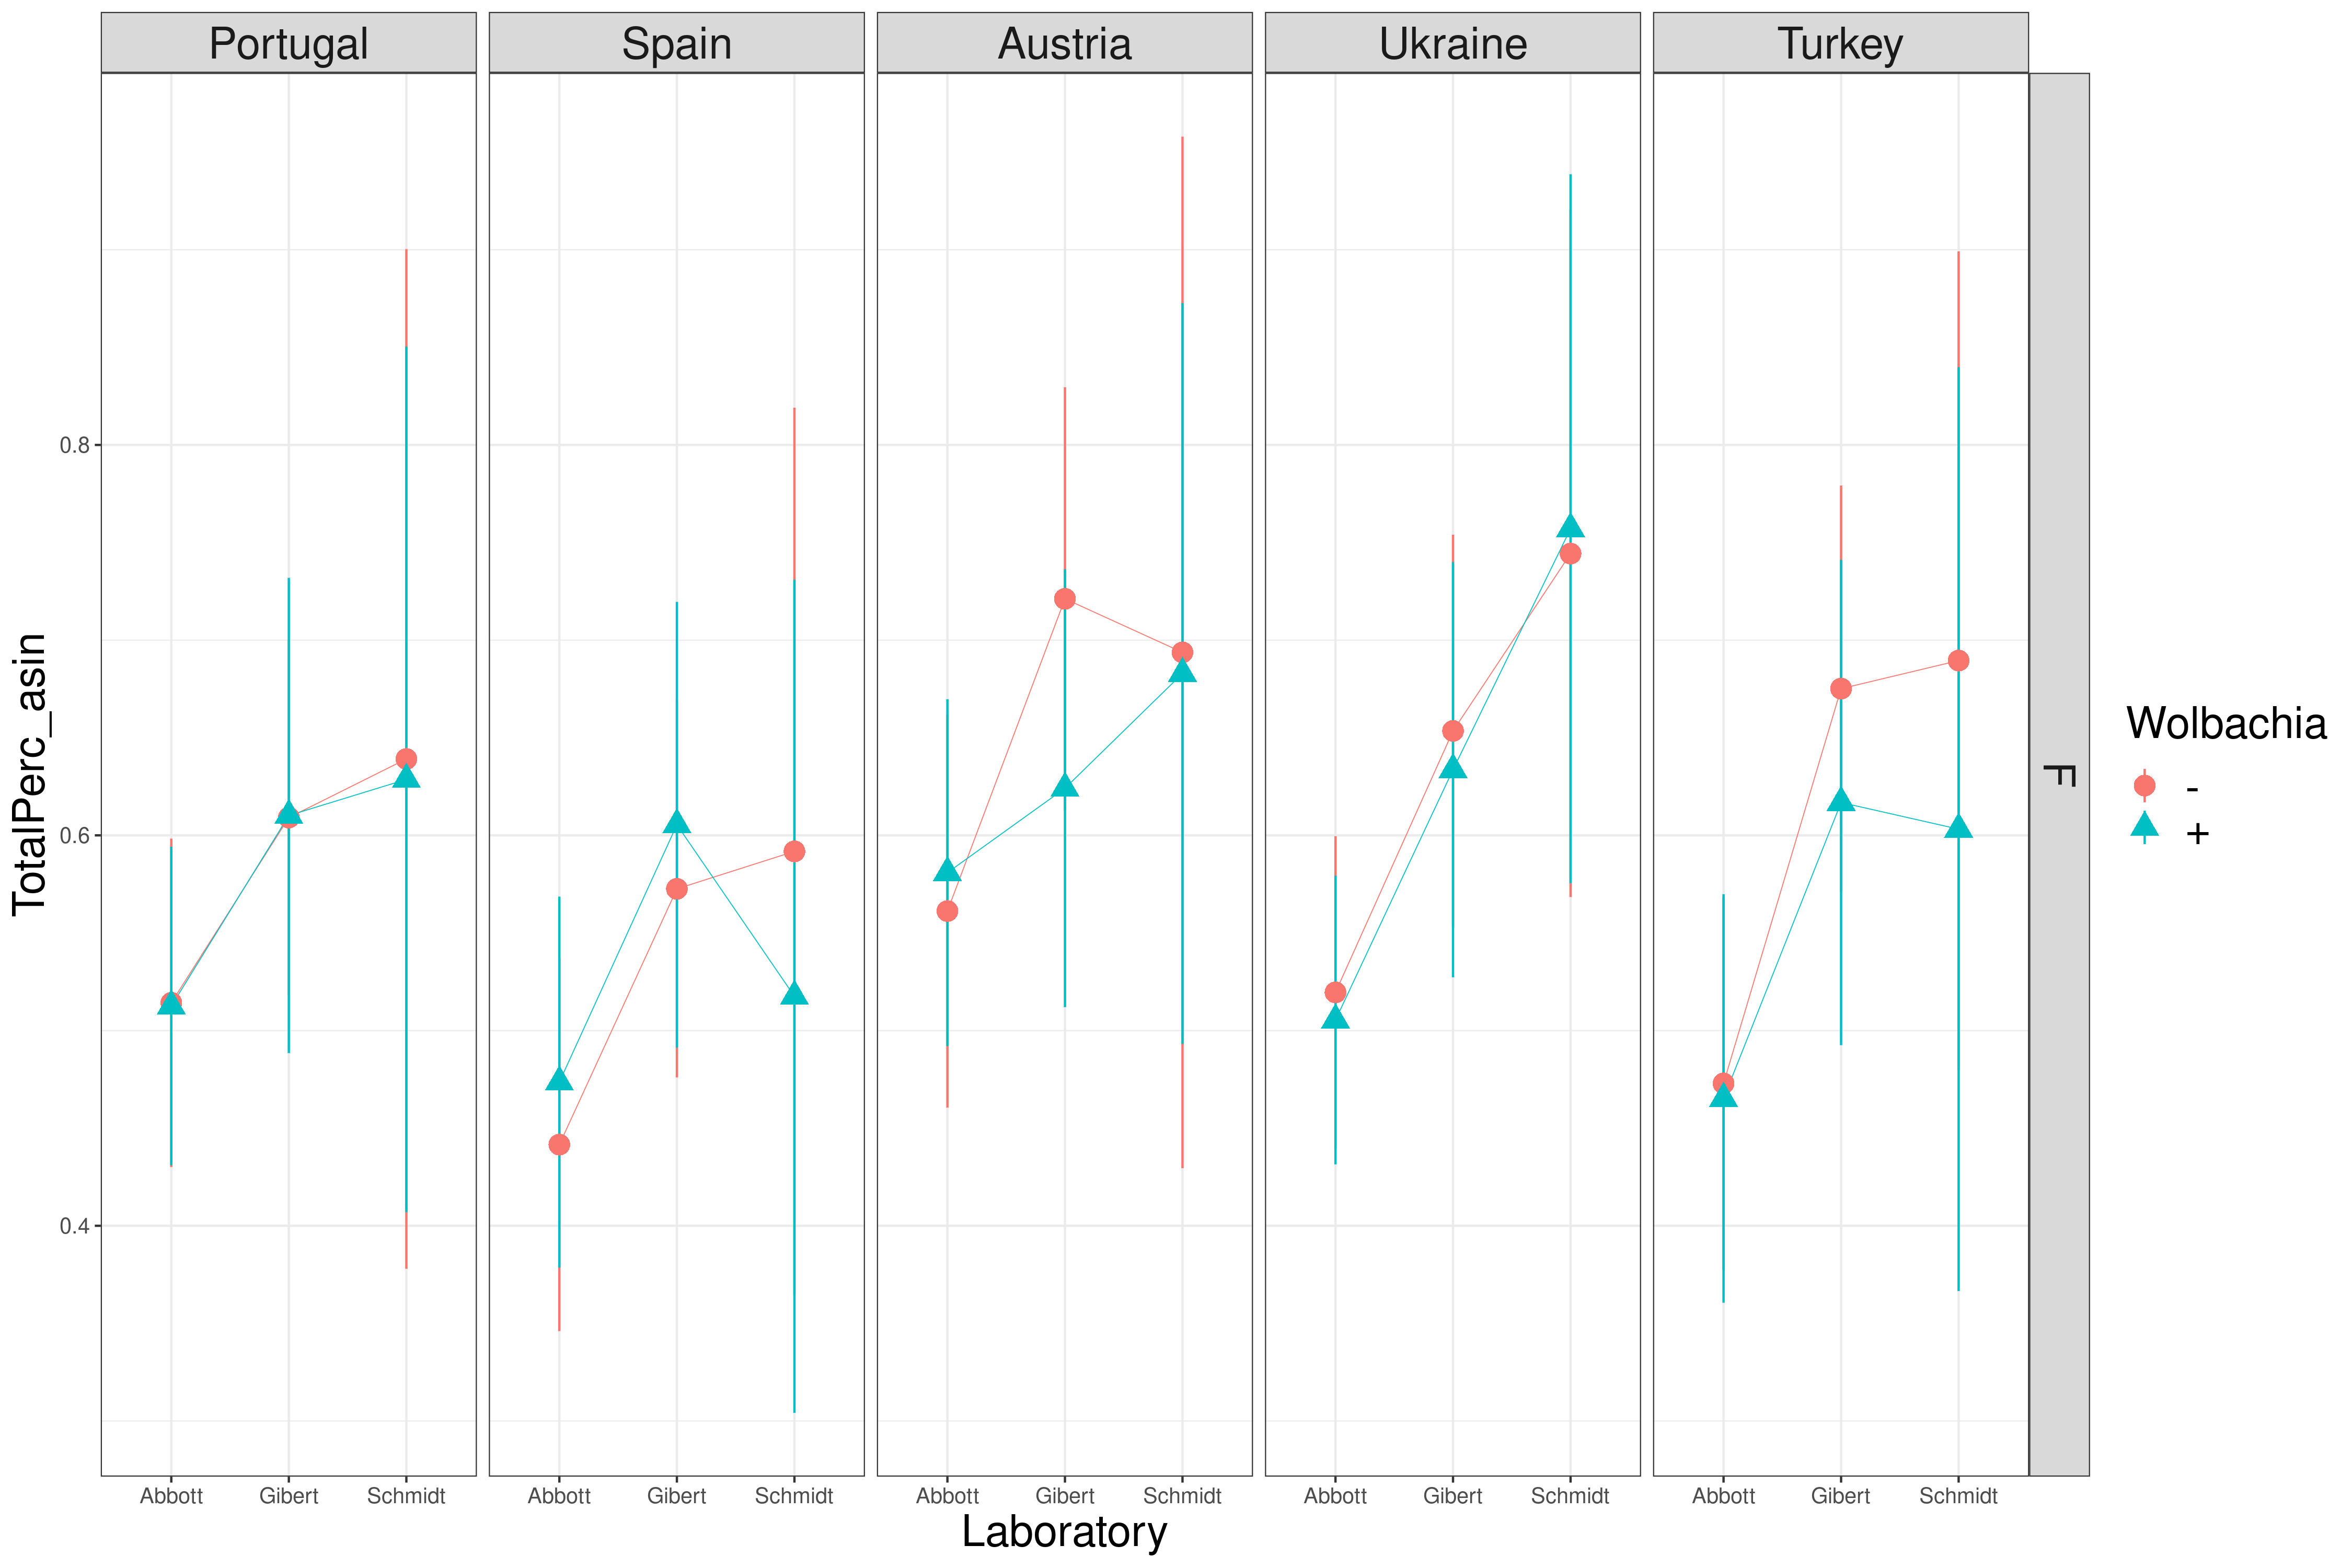 Portugal Spain Austria Ukraine Turkey
F
TotalPerc_asin
0.8
0.6
0.4
Abbott Gibert Schmidt Abbott Gibert Schmidt Abbott Gibert Schmidt Abbott Gibert Schmidt Abbott Gibert Schmidt
Laboratory
Wolbachia
-
+